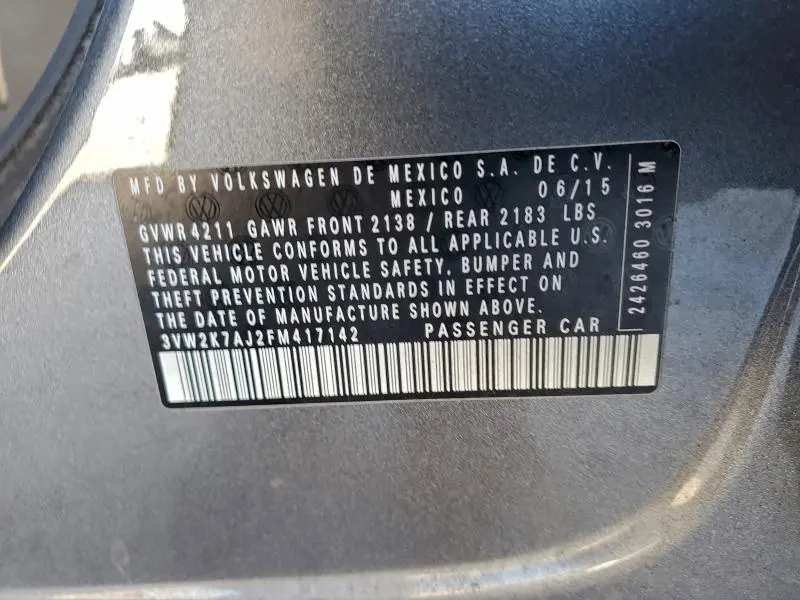 MFD BY VOLKSWAGEN DE MEXICO S.A. DE C.V.
MEXICO 06/15
GVWR 4211 GAWR FRONT 2138 / REAR 2183 LBS
THIS VEHICLE CONFORMS TO ALL APPLICABLE U.S.
FEDERAL MOTOR VEHICLE SAFETY, BUMPER AND
THEFT PREVENTION STANDARDS IN EFFECT ON
THE DATE OF MANUFACTURE SHOWN ABOVE.
3VW2K7AJ2FM417142 PASSENGER CAR
2426460 3016 M